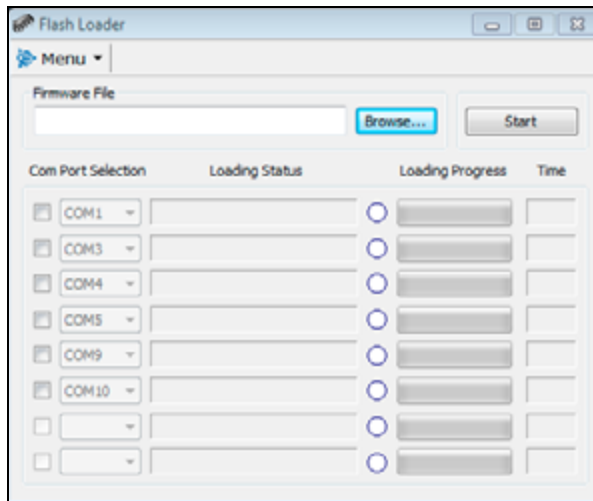 Flash Loader
Menu
Firmware File
Browse... Start
Com Port Selection Loading Status Loading Progress Time
COM1
COM3
COM4
COM5
COM9
COM10